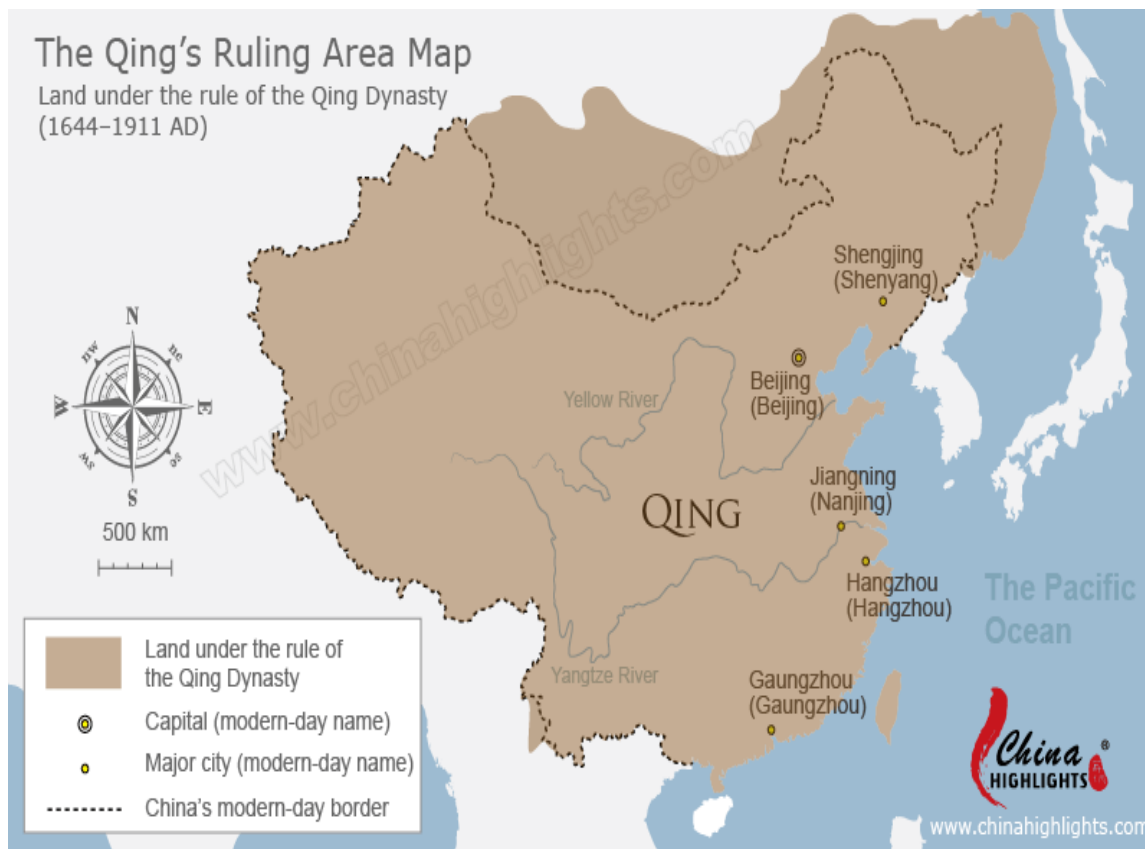 The Qing's Ruling Area Map
Land under the rule of the Qing Dynasty
(1644–1911 AD)
www.chinahighlights.com
Shengjing
(Shenyang)
N
nw
ne
W
E
sw
se
S
500 km
Beijing
(Beijing)
Yellow River
Jiangning
(Nanjing)
QING
Hangzhou
(Hangzhou)
The Pacific
Ocean
Yangtze River
Gaungzhou
(Gaungzhou)
Land under the rule of
the Qing Dynasty
Capital (modern-day name)
Major city (modern-day name)
China's modern-day border
China
HIGHLIGHTS
®
www.chinahighlights.com